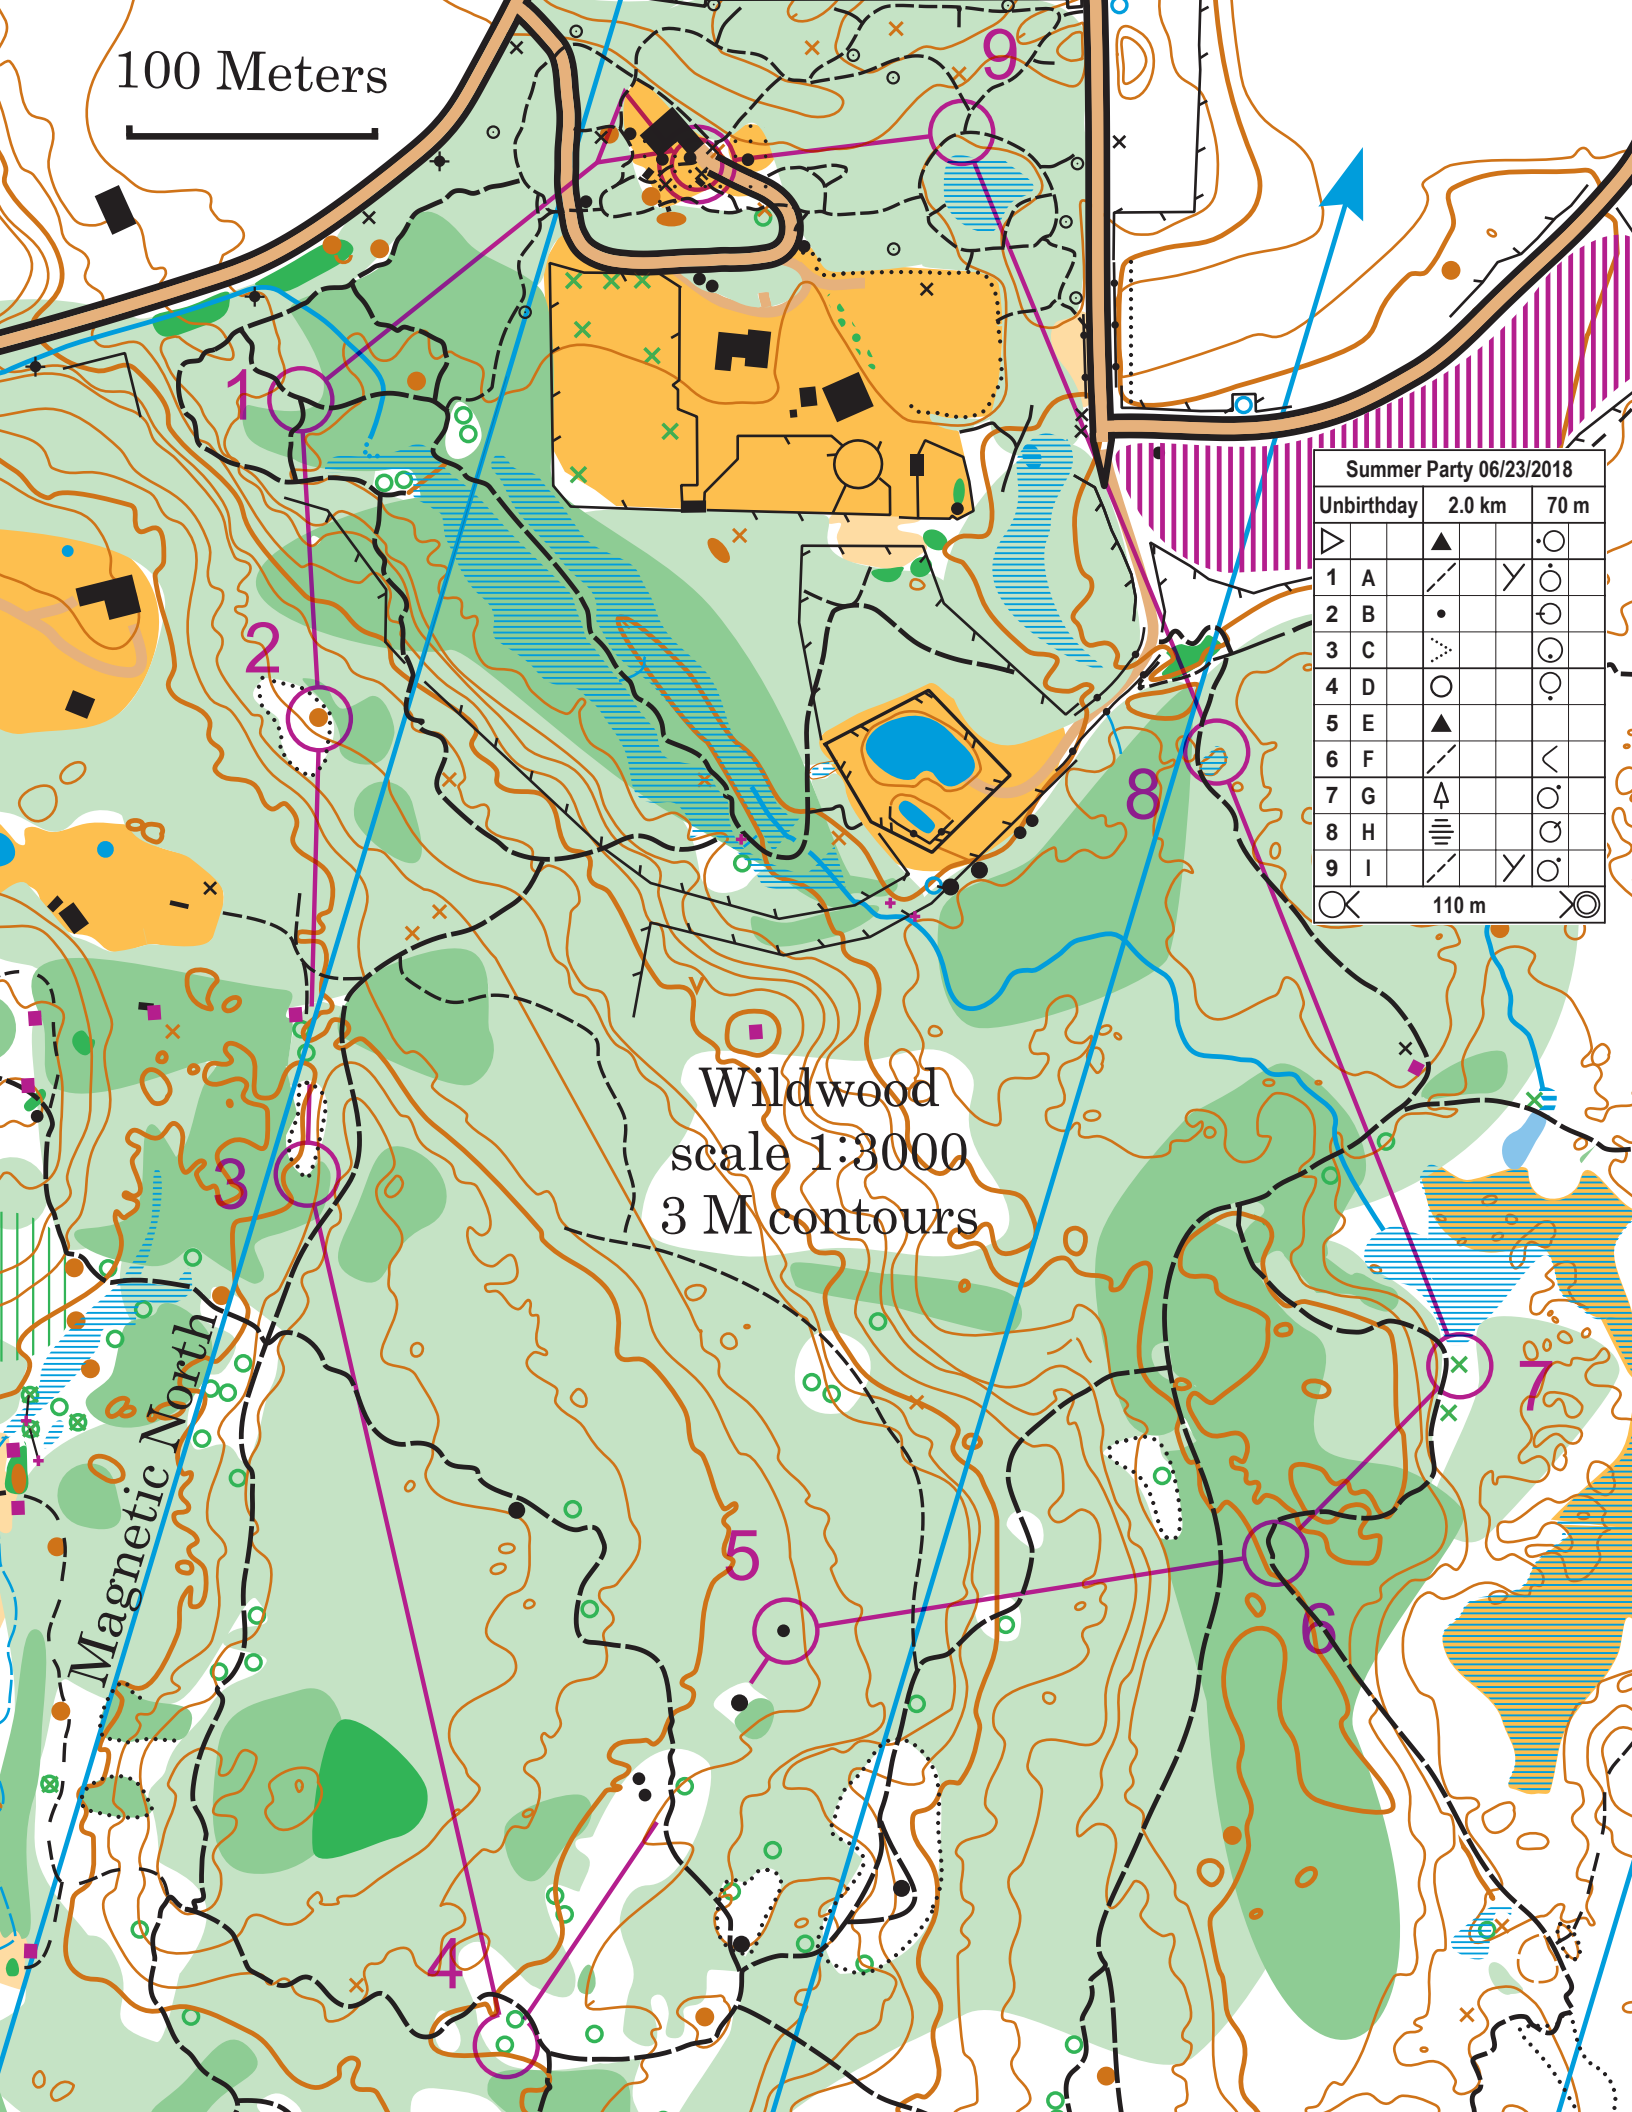 100 Meters
9
1
2
8
Summer Party 06/23/2018
Unbirthday 2.0 km 70 m
1 A
2 B
3 C
4 D
5 E
6 F
7 G
8 H
9 I
110 m
Wildwood
scale 1:3000
3 M contours
3
Magnetic North
7
5
6
4